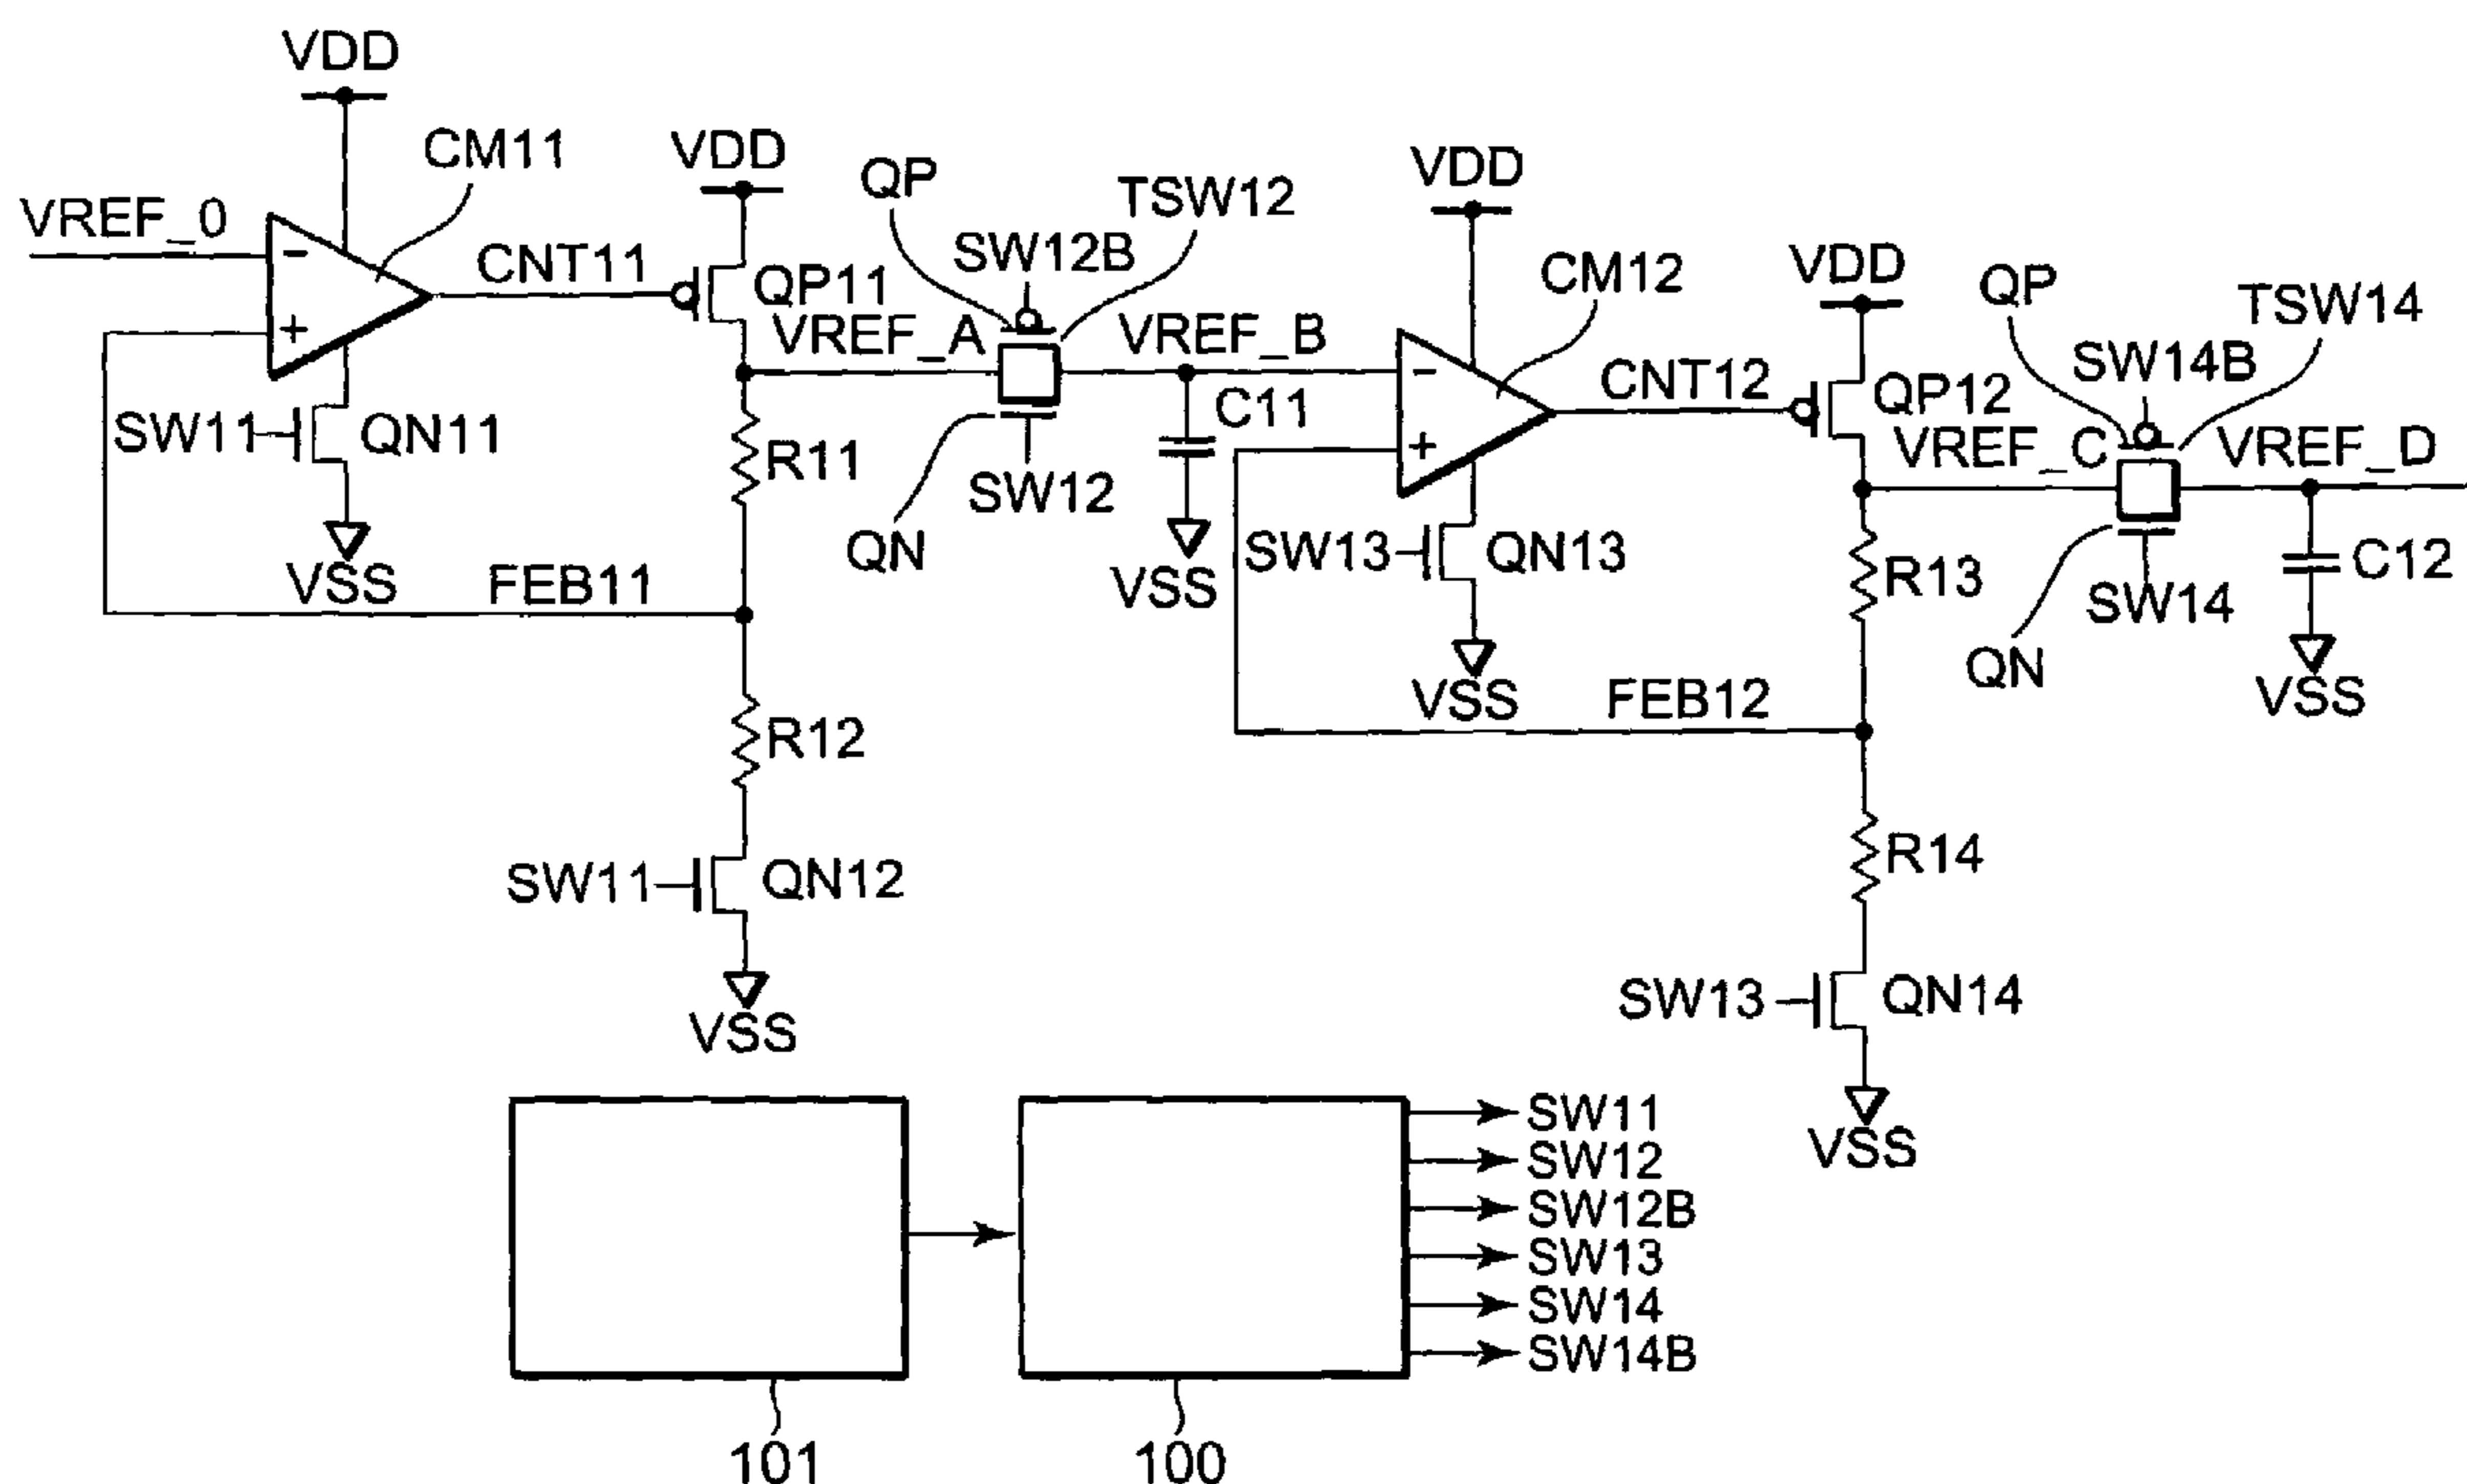 VDD
CM11
VDD
VREF_0
CNT11
QP11
QP
SW12B
TSW12
VREF_A
VREF_B
-
+
SW11
QN11
VSS
FEB11
R11
QN
SW12
C11
VSS
R12
SW11
QN12
VSS
VDD
CM12
VDD
CNT12
QP12
QP
SW14B
TSW14
VREF_C
VREF_D
-
+
SW13
QN13
VSS
FEB12
R13
QN
SW14
C12
VSS
R14
SW13
QN14
VSS
SW11
SW12
SW12B
SW13
SW14
SW14B
101
100